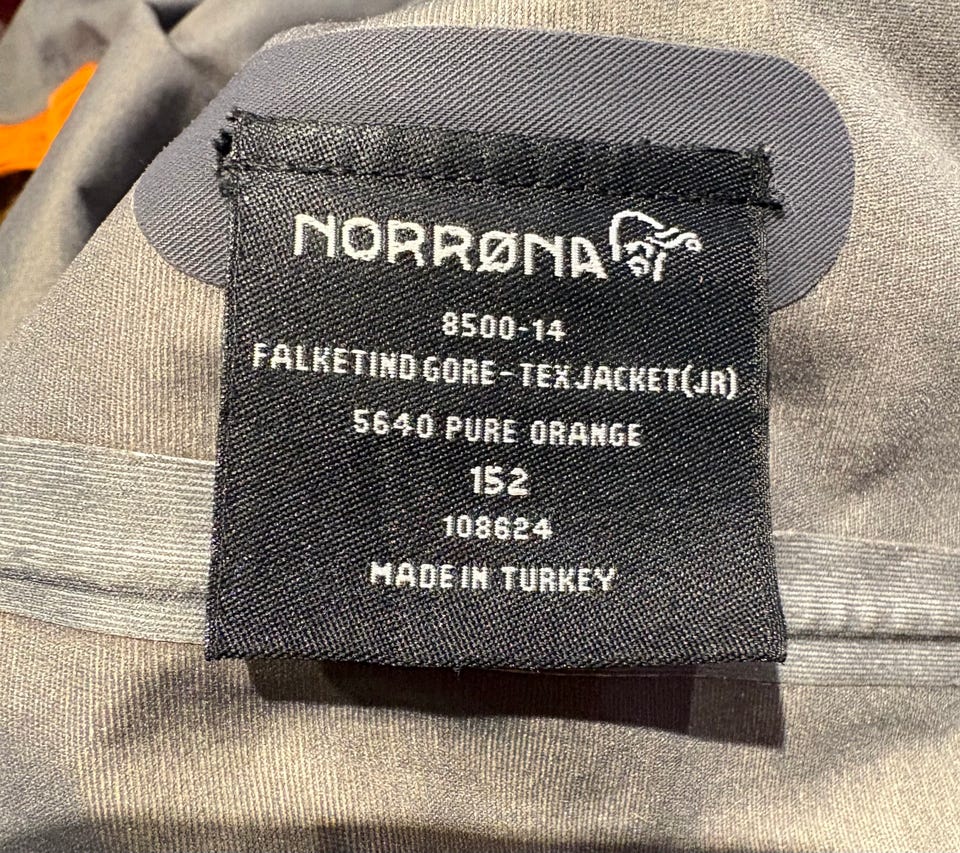 NORRØNA
8500-14
FALKETIND GORE-TEX JACKET(JR)
5640 PURE ORANGE
152
108624
MADE IN TURKEY